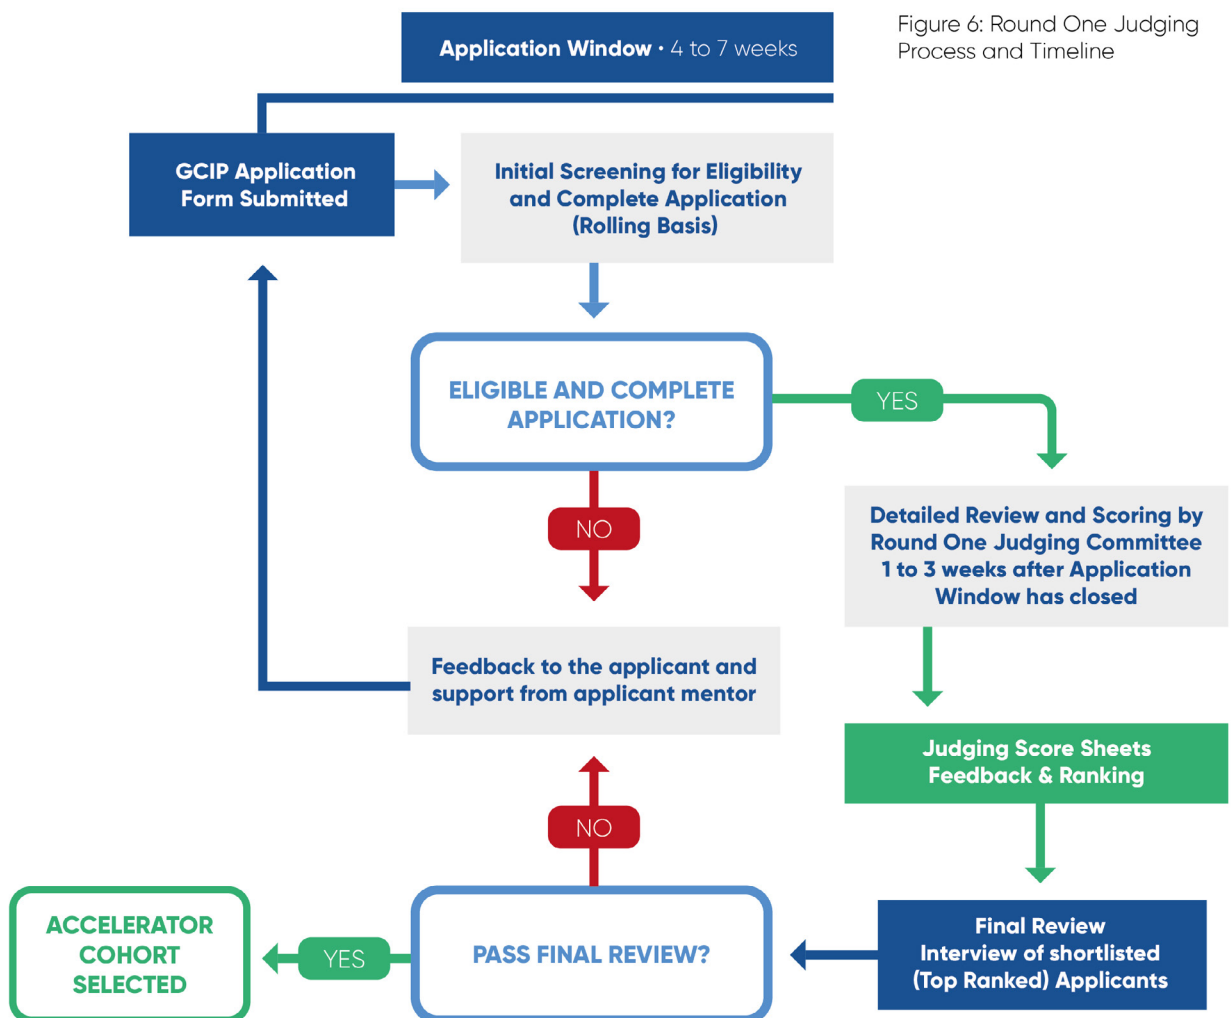 Figure 6: Round One Judging
Process and Timeline
Application Window • 4 to 7 weeks
GCIP Application
Form Submitted
Initial Screening for Eligibility
and Complete Application
(Rolling Basis)
ELIGIBLE AND COMPLETE
APPLICATION?
YES
NO
Detailed Review and Scoring by
Round One Judging Committee
1 to 3 weeks after Application
Window has closed
Feedback to the applicant and
support from applicant mentor
Judging Score Sheets
Feedback & Ranking
NO
Final Review
Interview of shortlisted
(Top Ranked) Applicants
PASS FINAL REVIEW?
YES
ACCELERATOR
COHORT
SELECTED